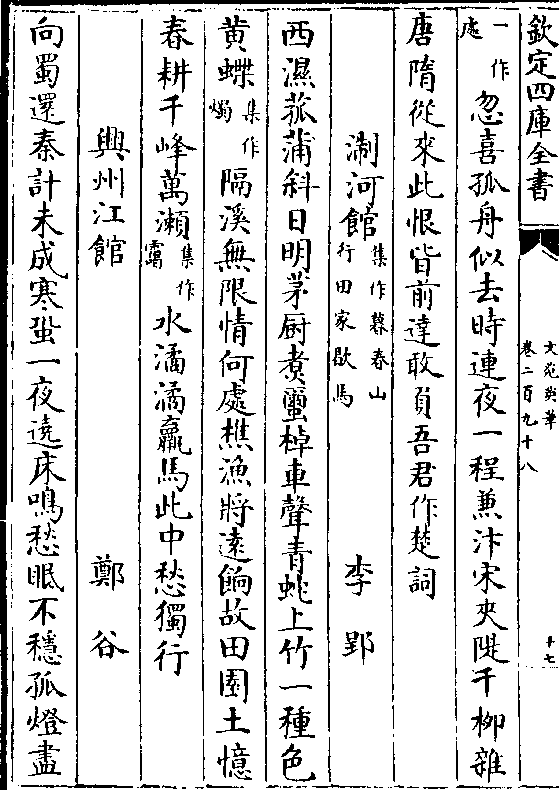 欽定四庫全書
文苑英華
卷二百九十八
十七
一作
處
忽喜孤舟似去時連夜一程兼汴宋夾隄千柳雜
唐隋從來此恨皆前達敢負吾君作楚詞
淛河館
集作暮春山
行田家歇馬
李郢
西濕菰蒲斜日明茅厨煮蠒棹車聲青蛇上竹一種色
黄蝶
集作
燭
隔溪無限情何處樵漁將遠餉故田園土憶
春耕千峰萬瀬
集作
靄
水潏潏羸馬此中愁獨行
興州江館
鄭谷
向蜀還秦計未成寒蛩一夜遶床鳴愁眠不穩孤燈盡